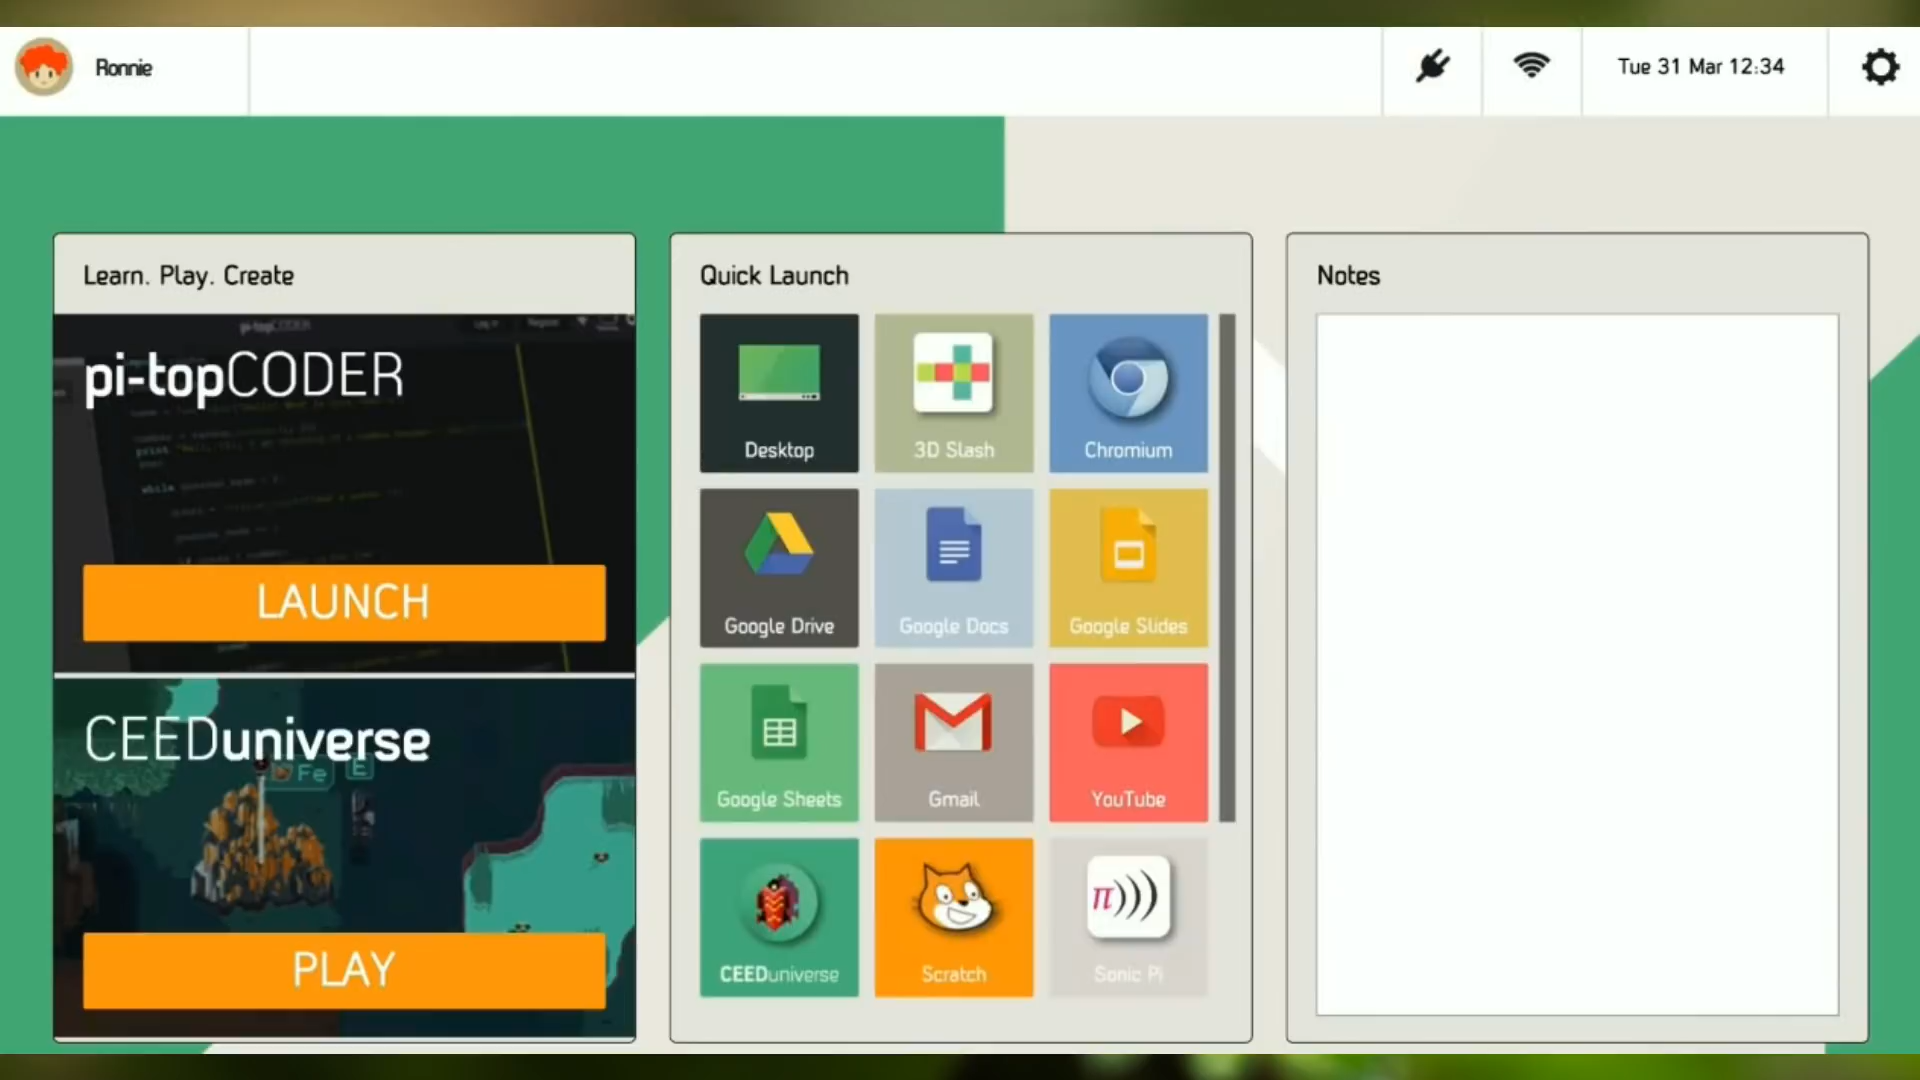 Ronnie
Tue 31 Mar 12:34
Learn. Play. Create
pi-topCODER
LAUNCH
CEEDuniverse
Fe E
PLAY
Quick Launch
Desktop
3D Slash
Chromium
Google Drive
Google Docs
Google Slides
Google Sheets
Gmail
YouTube
CEEDuniverse
Scratch
π
Sonic Pi
Notes